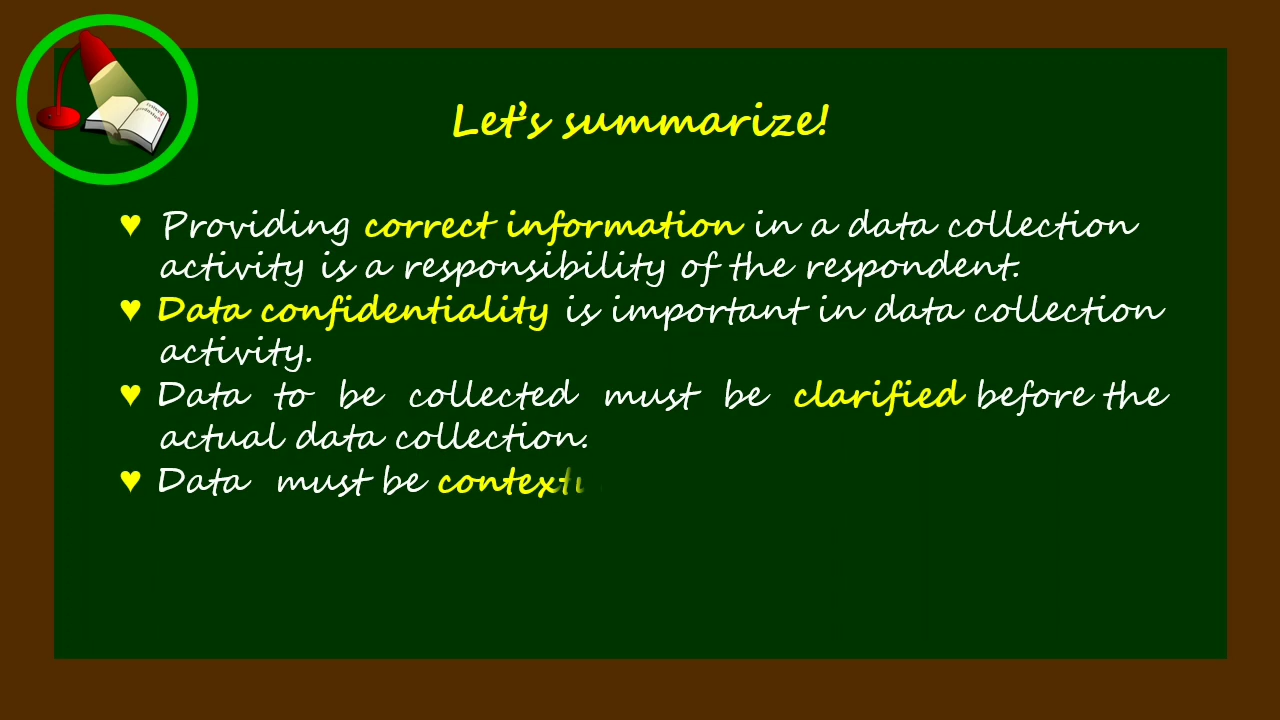 Let's summarize!
♥ Providing correct information in a data collection
activity is a responsibility of the respondent.
♥ Data confidentiality is important in data collection
activity.
♥ Data to be collected must be clarified before the
actual data collection.
♥ Data must be